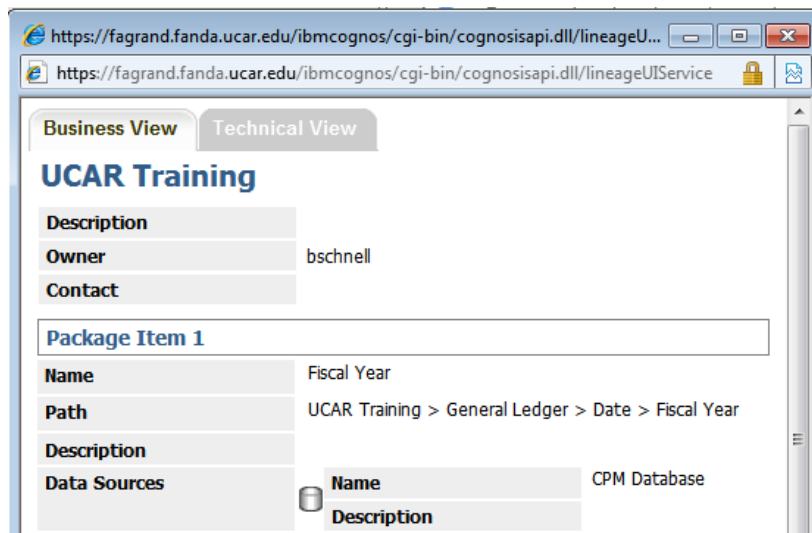 https://fagrand.fanda.ucar.edu/ibmcognos/cgi-bin/cognosisapi.dll/lineageU...
https://fagrand.fanda.ucar.edu/ibmcognos/cgi-bin/cognosisapi.dll/lineageUIService
Business View Technical View
UCAR Training
Description
Owner bschnell
Contact
Package Item 1
Name Fiscal Year
Path UCAR Training > General Ledger > Date > Fiscal Year
Description
Data Sources Name CPM Database
Description